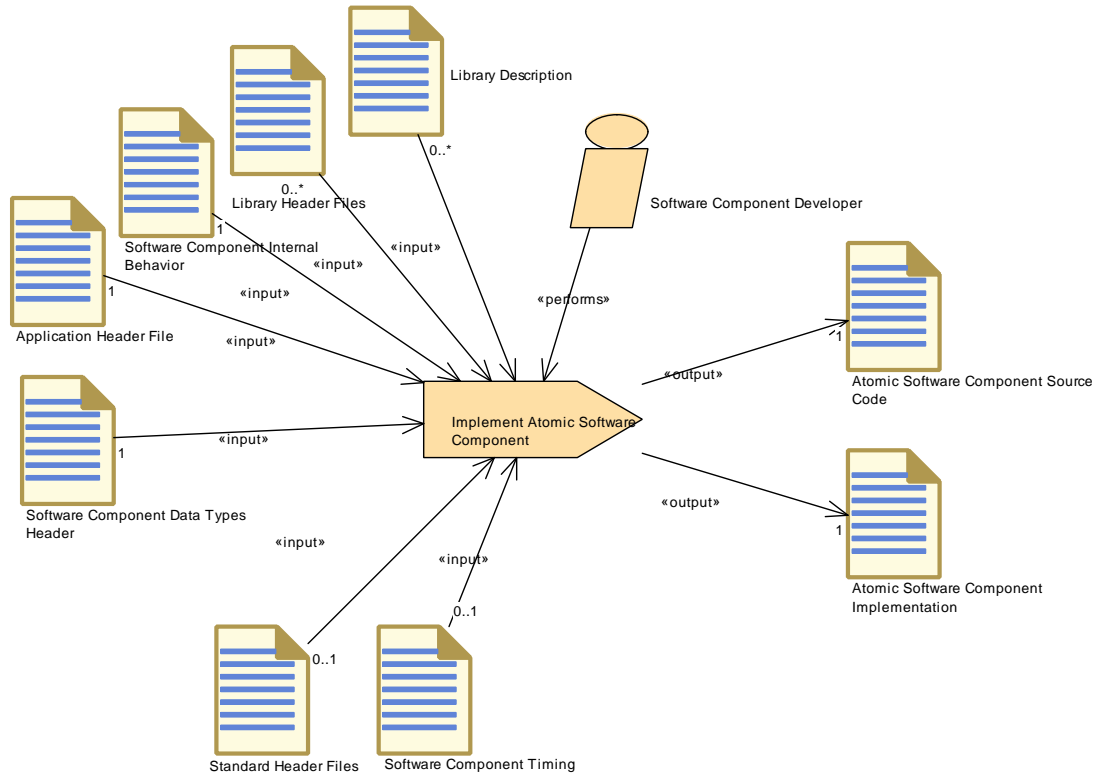 Library Description
0..*
0..*
Library Header Files
Software Component Developer
1
Software Component Internal
Behavior
«input»
«input»
1
«input»
«performs»
Application Header File
«input»
1
«output»
Atomic Software Component Source
Code
Implement Atomic Software
Component
«input»
1
Software Component Data Types
Header
«output»
1
«input»
«input»
Atomic Software Component
Implementation
0..1
0..1
Standard Header Files
Software Component Timing